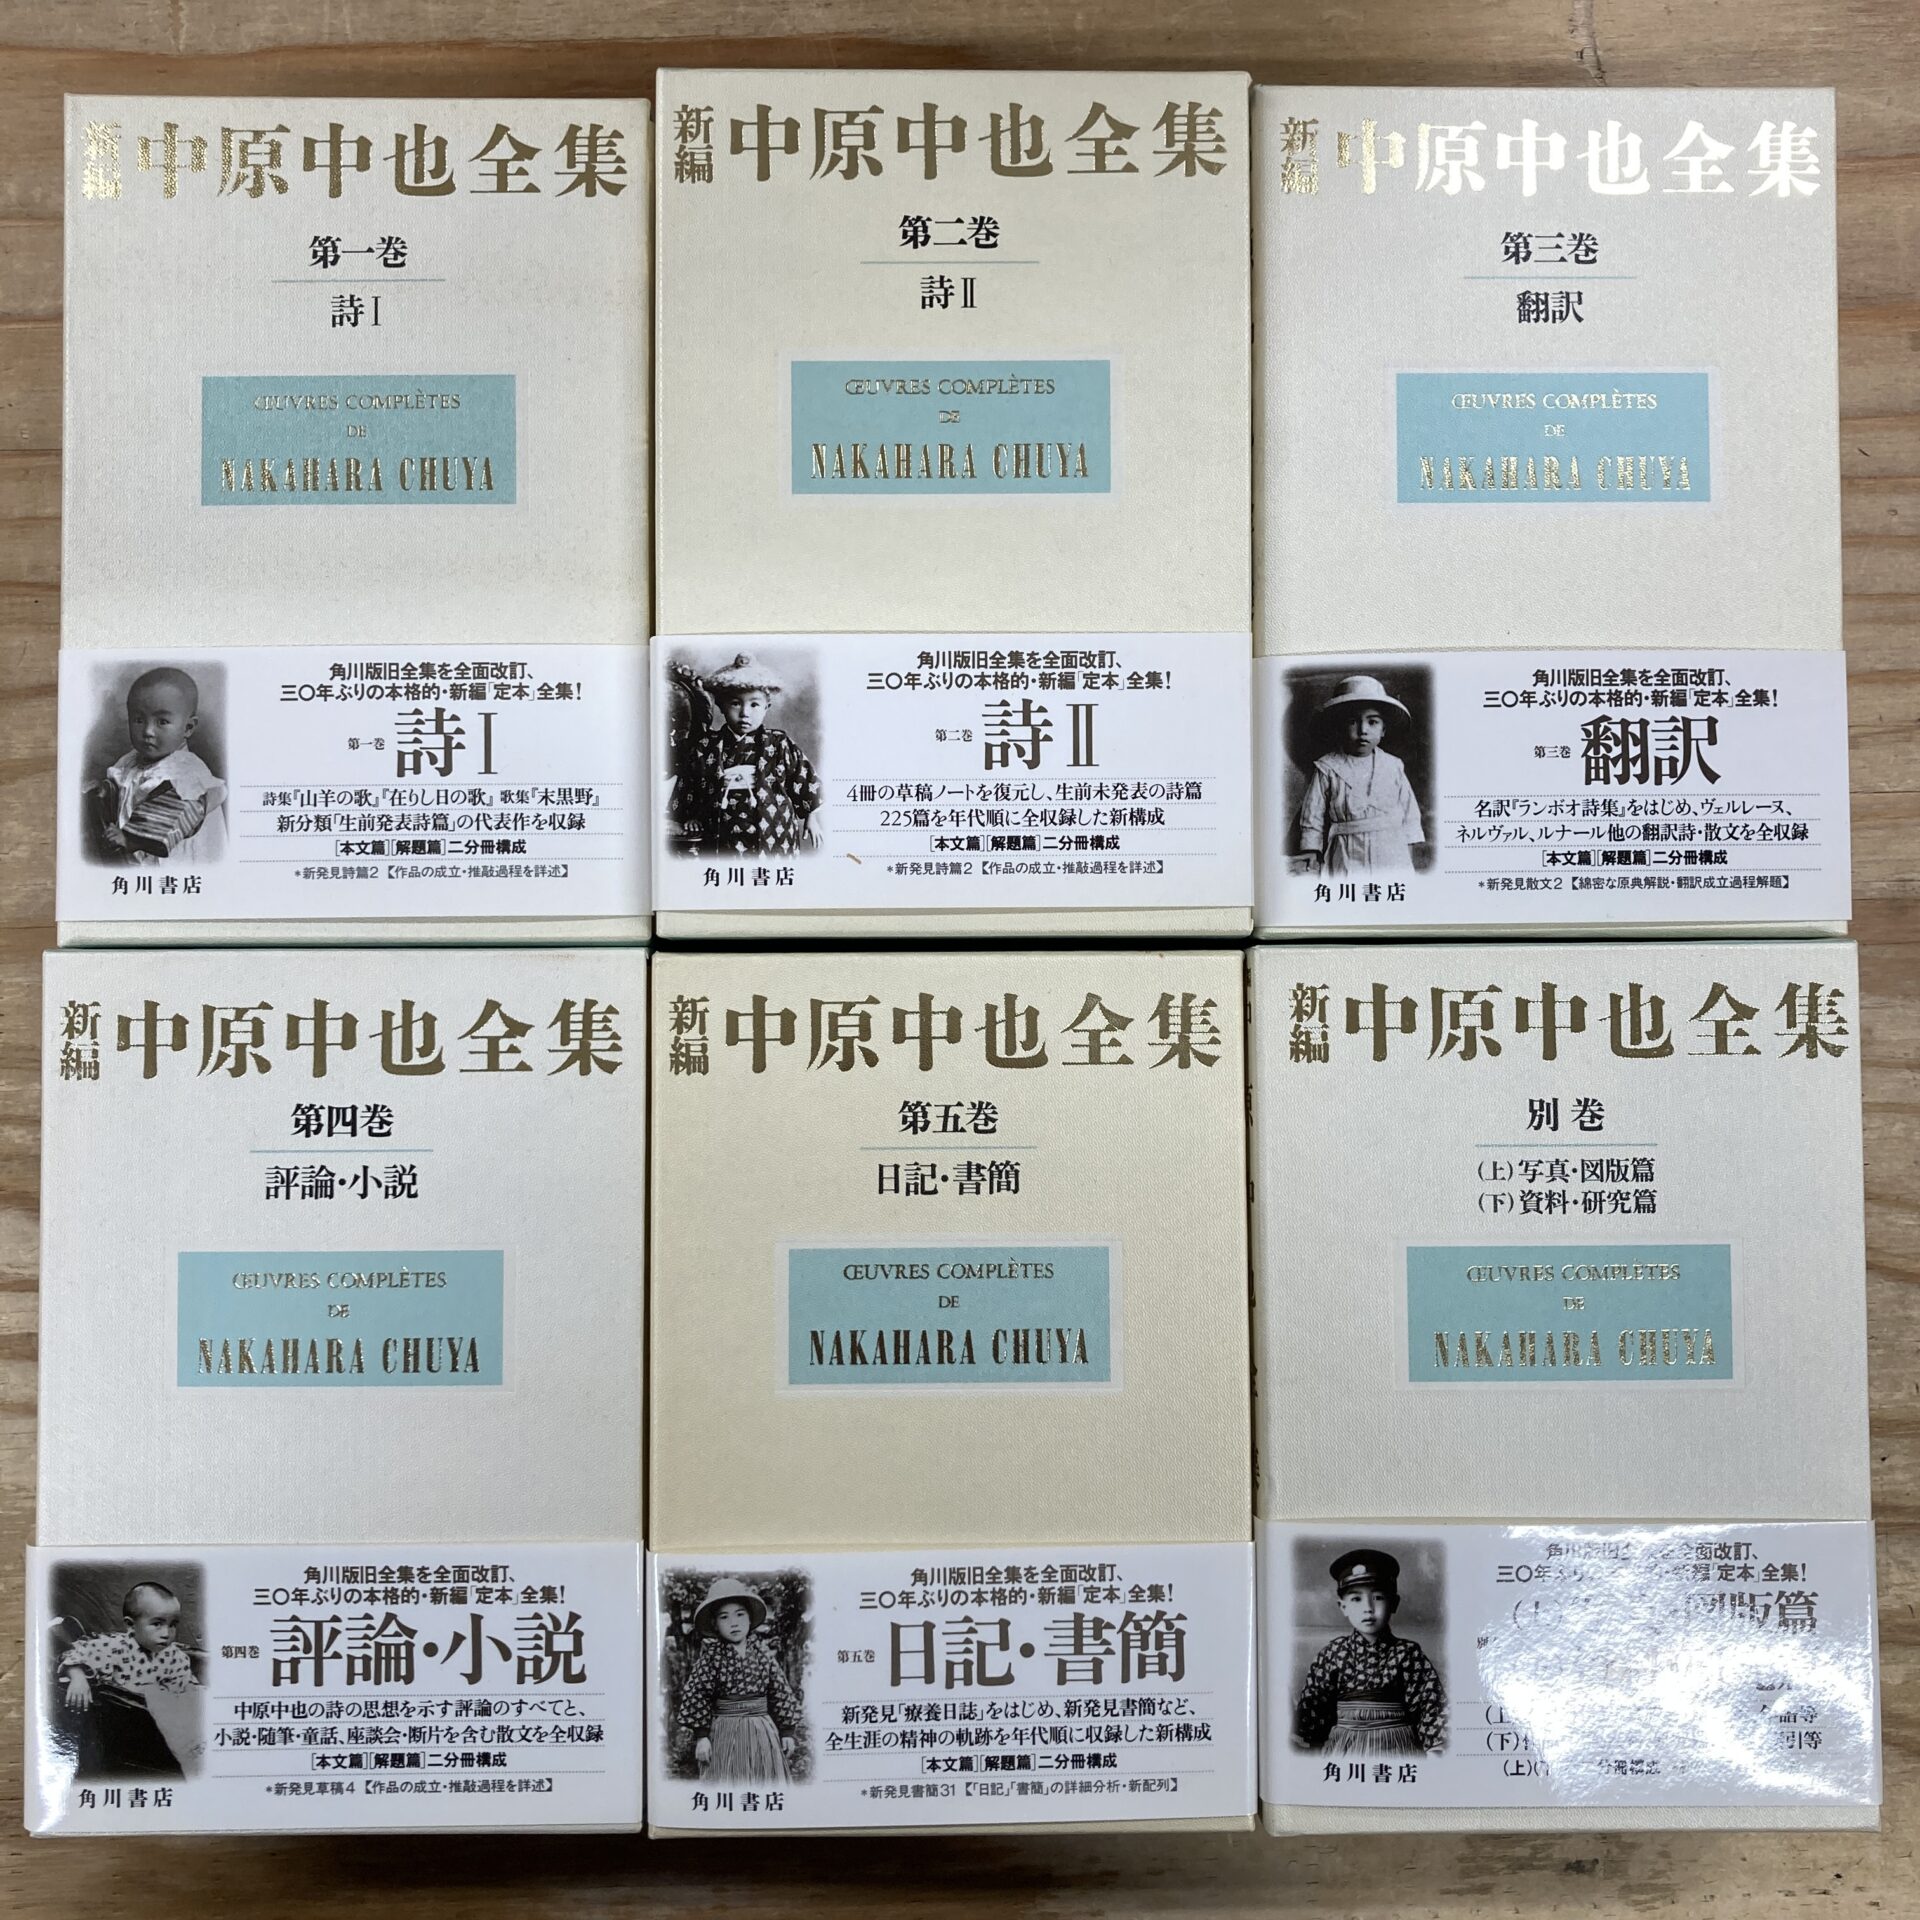 新編 中原中也全集
第一巻
詩Ⅰ
ŒUVRES COMPLÈTES
DE
NAKAHARA CHUYA
角川版旧全集を全面改訂、
三〇年ぶりの本格的・新編「定本」全集!
第一巻 詩Ⅰ
詩集『山羊の歌』『在りし日の歌』 歌集『末黒野』
新分類「生前発表詩篇」の代表作を収録
[本文篇][解題篇]二分冊構成
*新発見詩篇2【作品の成立・推敲過程を詳述】
角川書店
新編 中原中也全集
第二巻
詩Ⅱ
ŒUVRES COMPLÈTES
DE
NAKAHARA CHUYA
角川版旧全集を全面改訂、
三〇年ぶりの本格的・新編「定本」全集!
第二巻 詩Ⅱ
4冊の草稿ノートを復元し、生前未発表の詩篇
225篇を年代順に全収録した新構成
[本文篇][解題篇]二分冊構成
*新発見詩篇2【作品の成立・推敲過程を詳述】
角川書店
新編 中原中也全集
第三巻
翻訳
ŒUVRES COMPLÈTES
DE
NAKAHARA CHUYA
角川版旧全集を全面改訂、
三〇年ぶりの本格的・新編「定本」全集!
第三巻 翻訳
名訳『ランボオ詩集』をはじめ、ヴェルレーヌ、
ネルヴァル、ルナール他の翻訳詩・散文を全収録
[本文篇][解題篇]二分冊構成
*新発見散文2【綿密な原典解説・翻訳成立過程解題】
角川書店
新編 中原中也全集
第四巻
評論・小説
ŒUVRES COMPLÈTES
DE
NAKAHARA CHUYA
角川版旧全集を全面改訂、
三〇年ぶりの本格的・新編「定本」全集!
第四巻 評論・小説
中原中也の詩の思想を示す評論のすべてと、
小説・随筆・童話、座談会・断片を含む散文を全収録
[本文篇][解題篇]二分冊構成
*新発見草稿4【作品の成立・推敲過程を詳述】
角川書店
新編 中原中也全集
第五巻
日記・書簡
ŒUVRES COMPLÈTES
DE
NAKAHARA CHUYA
角川版旧全集を全面改訂、
三〇年ぶりの本格的・新編「定本」全集!
第五巻 日記・書簡
新発見「療養日誌」をはじめ、新発見書簡など、
全生涯の精神の軌跡を年代順に収録した新構成
[本文篇][解題篇]二分冊構成
*新発見書簡31【「日記」「書簡」の詳細分析・新配列】
角川書店
新編 中原中也全集
別巻
(上)写真・図版篇
(下)資料・研究篇
ŒUVRES COMPLÈTES
DE
NAKAHARA CHUYA
角川版旧全集を全面改訂、
三〇年ぶりの本格的・新編「定本」全集!
(上) 図版篇
(下) 引等
角川書店